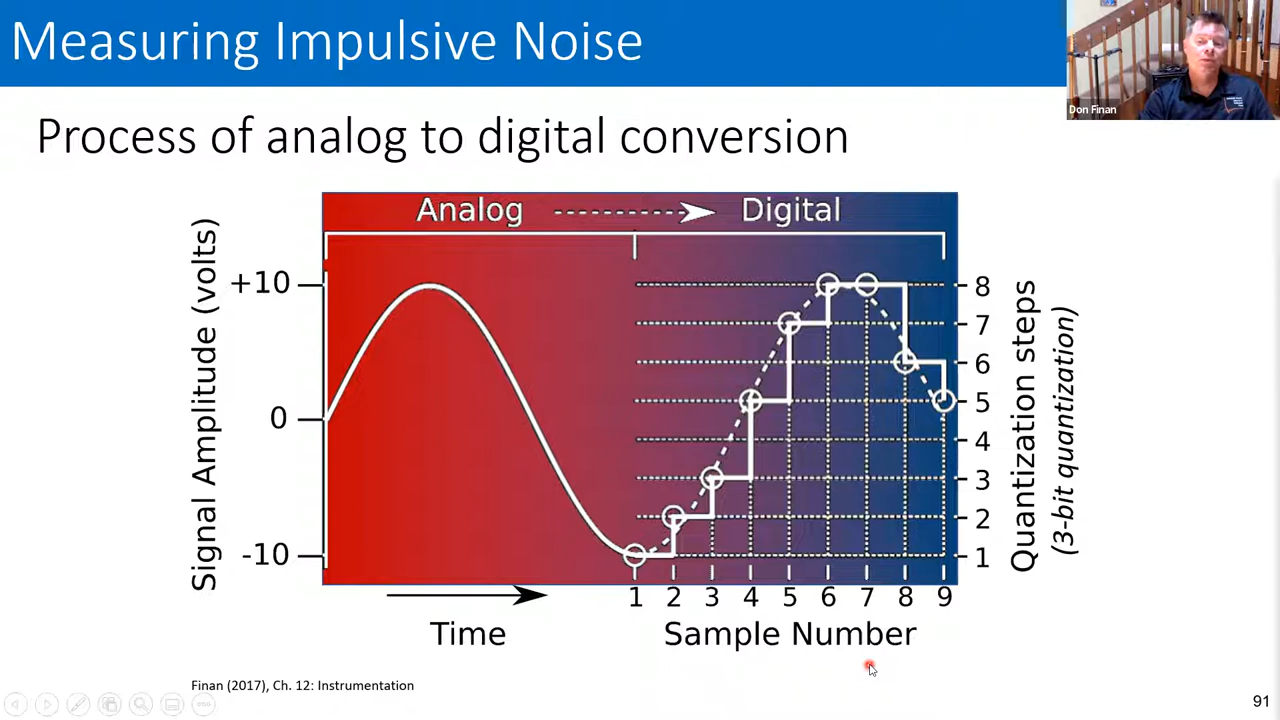 Measuring Impulsive Noise
Don Finan
Process of analog to digital conversion
Analog
Digital
Signal Amplitude (volts)
+10
0
-10
8
7
6
5
4
3
2
1
Quantization steps
(3-bit quantization)
1 2 3 4 5 6 7 8 9
Time
Sample Number
Finan (2017), Ch. 12: Instrumentation
91